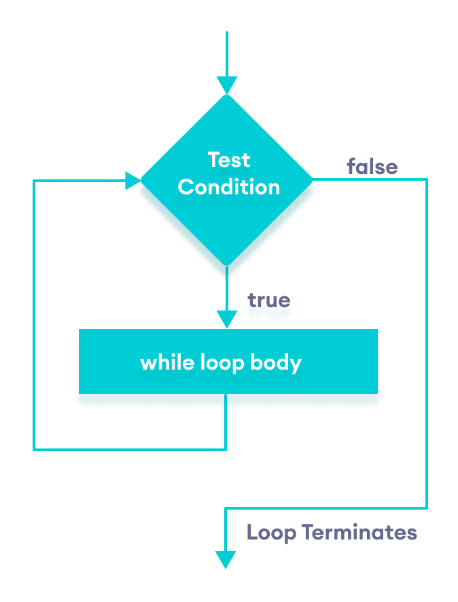 Test
Condition
false
true
while loop body
Loop Terminates